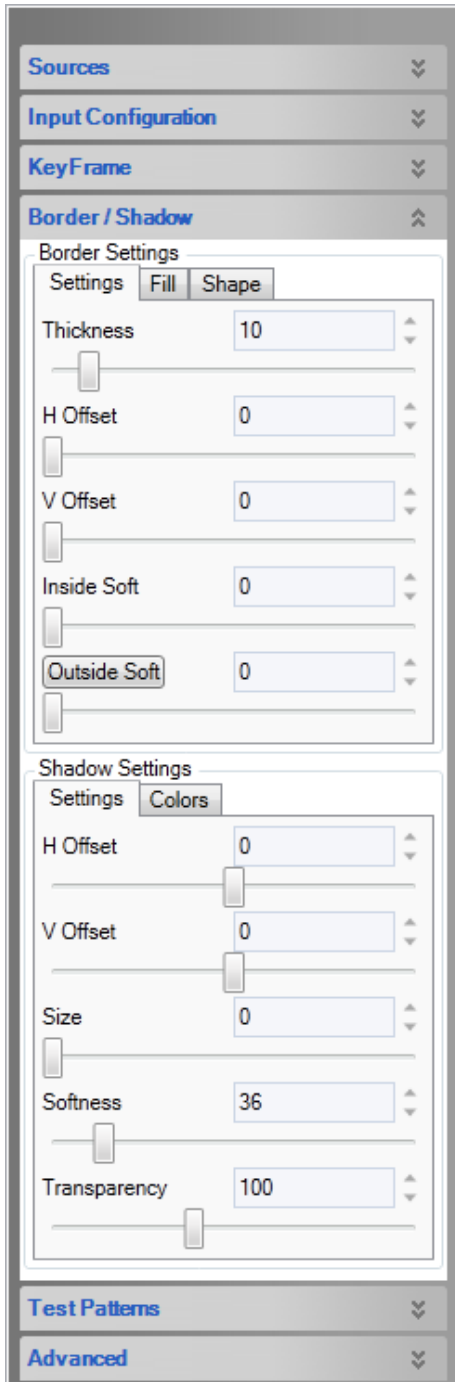 Sources
Input Configuration
KeyFrame
Border / Shadow
Border Settings
Settings Fill Shape
Thickness 10
H Offset 0
V Offset 0
Inside Soft 0
Outside Soft 0
Shadow Settings
Settings Colors
H Offset 0
V Offset 0
Size 0
Softness 36
Transparency 100
Test Patterns
Advanced